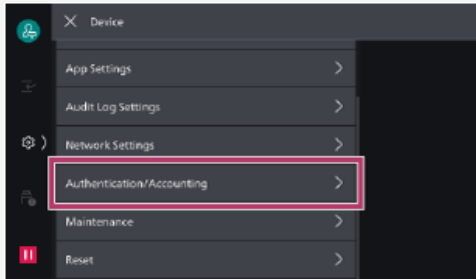 Device
App Settings
Audit Log Settings
Network Settings
Authentication/Accounting
Maintenance
Reset